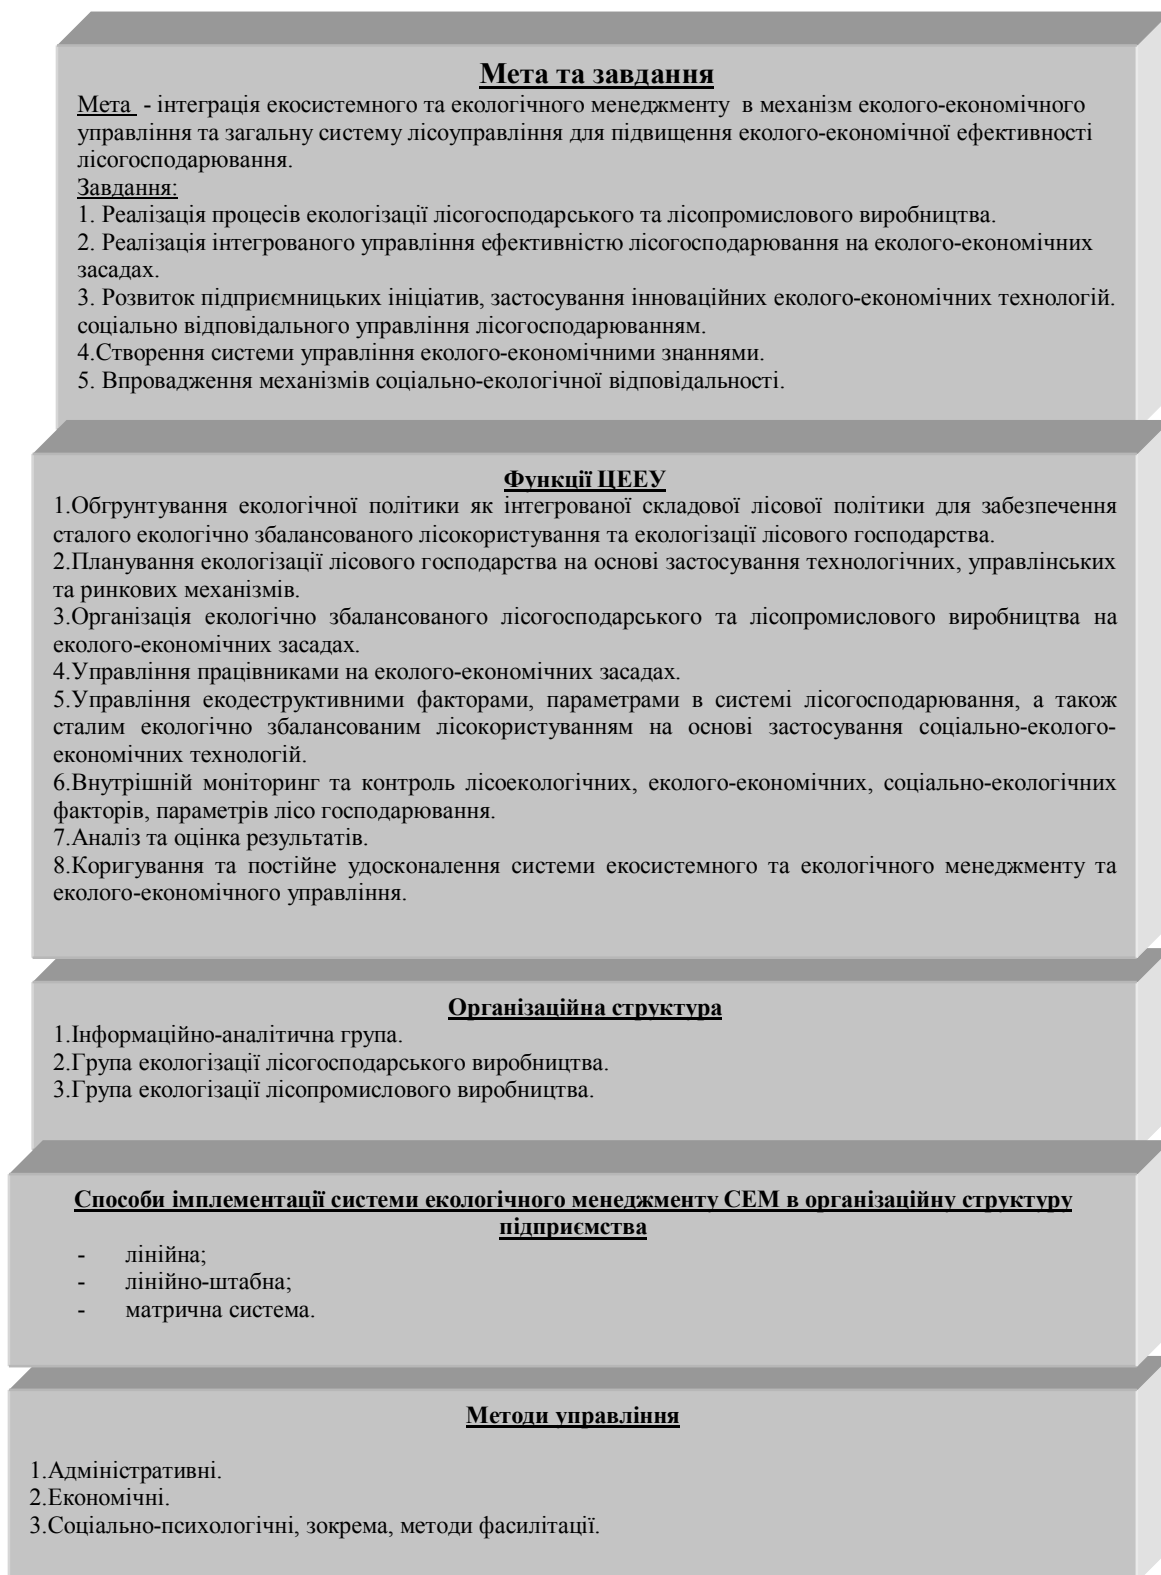 Мета та завдання
Мета - інтеграція екосистемного та екологічного менеджменту в механізм еколого-економічного
управління та загальну систему лісоуправління для підвищення еколого-економічної ефективності
лісогосподарювання.
Завдання:
1. Реалізація процесів екологізації лісогосподарського та лісопромислового виробництва.
2. Реалізація інтегрованого управління ефективністю лісогосподарювання на еколого-економічних
засадах.
3. Розвиток підприємницьких ініціатив, застосування інноваційних еколого-економічних технологій.
соціально відповідального управління лісогосподарюванням.
4.Створення системи управління еколого-економічними знаннями.
5. Впровадження механізмів соціально-екологічної відповідальності.
Функції ЦЕЕУ
1.Обгрунтування екологічної політики як інтегрованої складової лісової політики для забезпечення
сталого екологічно збалансованого лісокористування та екологізації лісового господарства.
2.Планування екологізації лісового господарства на основі застосування технологічних, управлінських
та ринкових механізмів.
3.Організація екологічно збалансованого лісогосподарського та лісопромислового виробництва на
еколого-економічних засадах.
4.Управління працівниками на еколого-економічних засадах.
5.Управління екодеструктивними факторами, параметрами в системі лісогосподарювання, а також
сталим екологічно збалансованим лісокористуванням на основі застосування соціально-еколого-
економічних технологій.
6.Внутрішній моніторинг та контроль лісоекологічних, еколого-економічних, соціально-екологічних
факторів, параметрів лісо господарювання.
7.Аналіз та оцінка результатів.
8.Коригування та постійне удосконалення системи екосистемного та екологічного менеджменту та
еколого-економічного управління.
Організаційна структура
1.Інформаційно-аналітична група.
2.Група екологізації лісогосподарського виробництва.
3.Група екологізації лісопромислового виробництва.
Способи імплементації системи екологічного менеджменту СЕМ в організаційну структуру
підприємства
- лінійна;
- лінійно-штабна;
- матрична система.
Методи управління
1.Адміністративні.
2.Економічні.
3.Соціально-психологічні, зокрема, методи фасилітації.